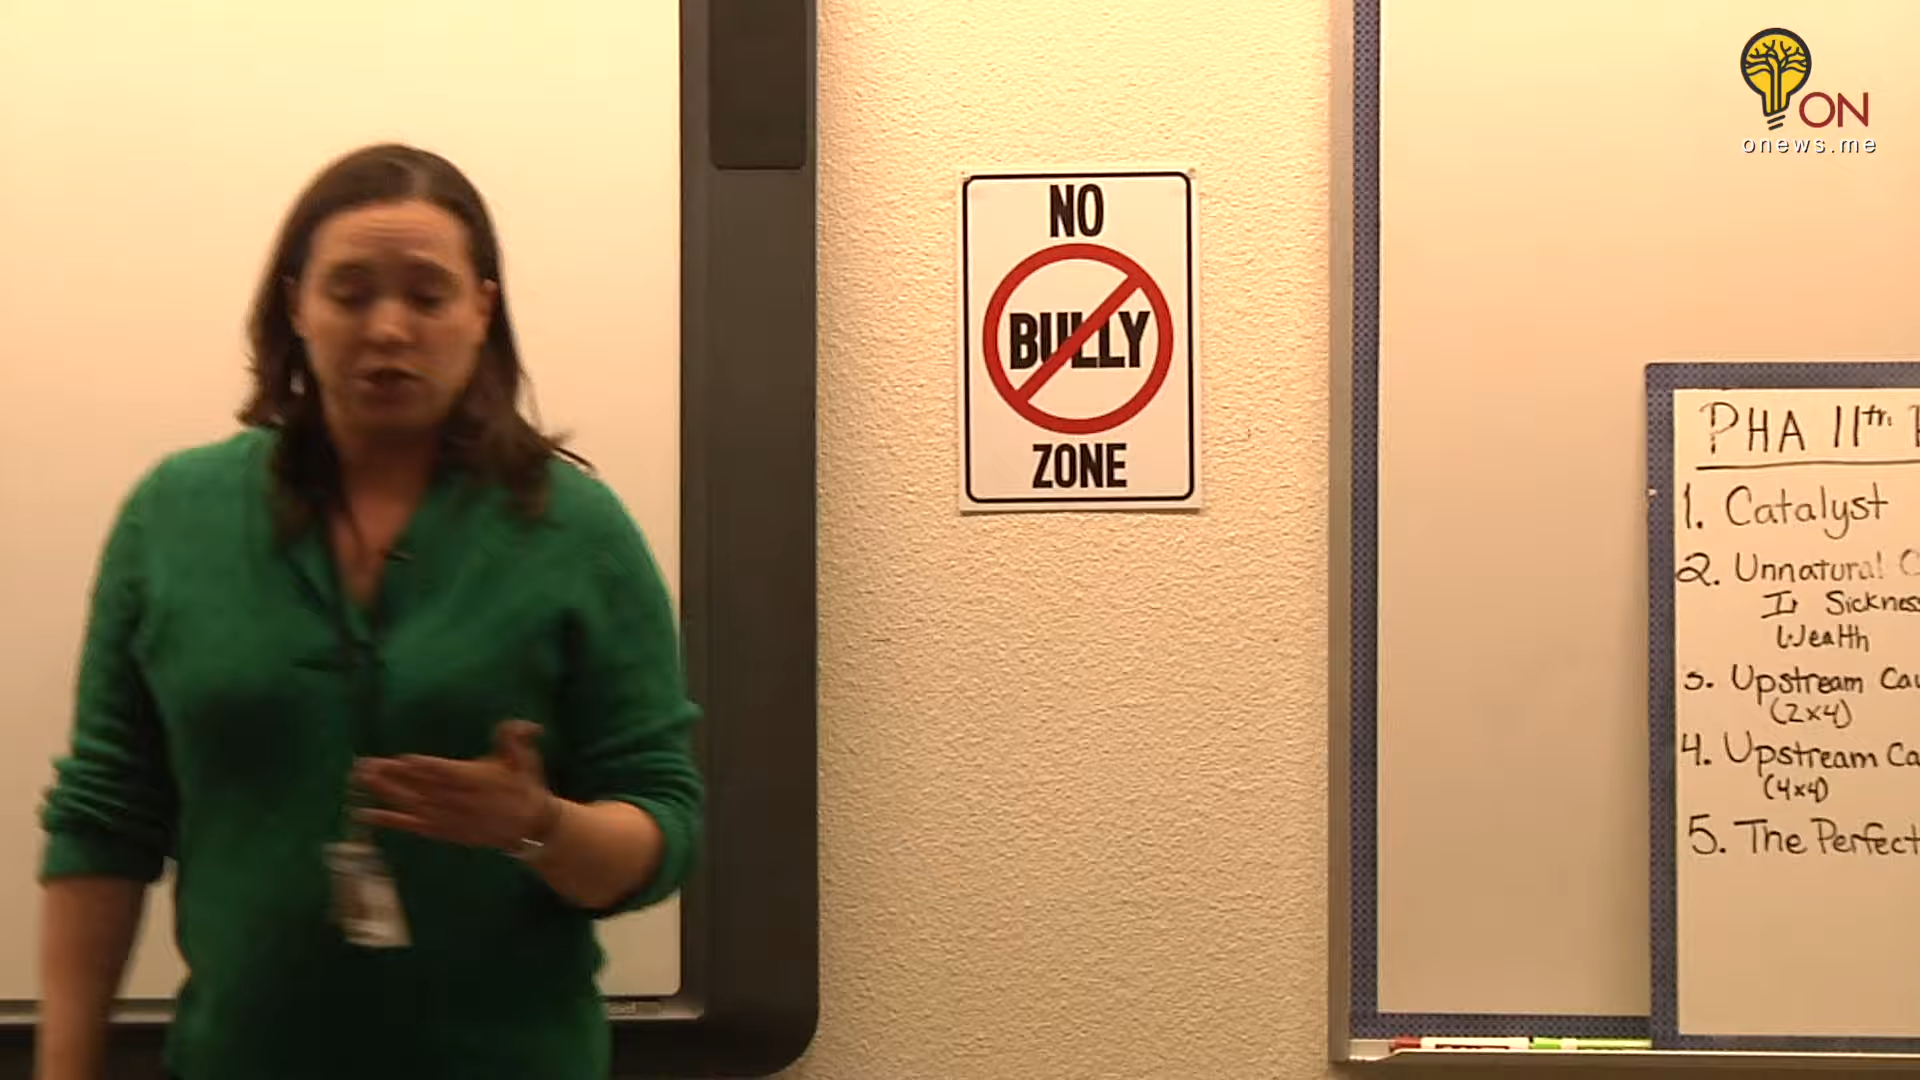 ON
onews.me
NO
BULLY
ZONE
PHA 11th
1. Catalyst
2. Unnatural
In Sickness
Wealth
3. Upstream
(2x4)
4. Upstream
(4x4)
5. The Perfect